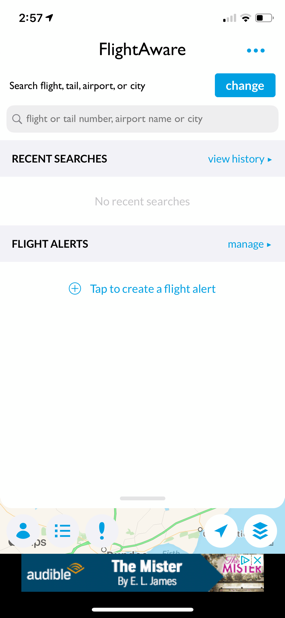 2:57
FlightAware
Search flight, tail, airport, or city
change
flight or tail number, airport name or city
RECENT SEARCHES
view history ▸
No recent searches
FLIGHT ALERTS
manage ▸
Tap to create a flight alert
audible
The Mister
By E. L. James
MISTER